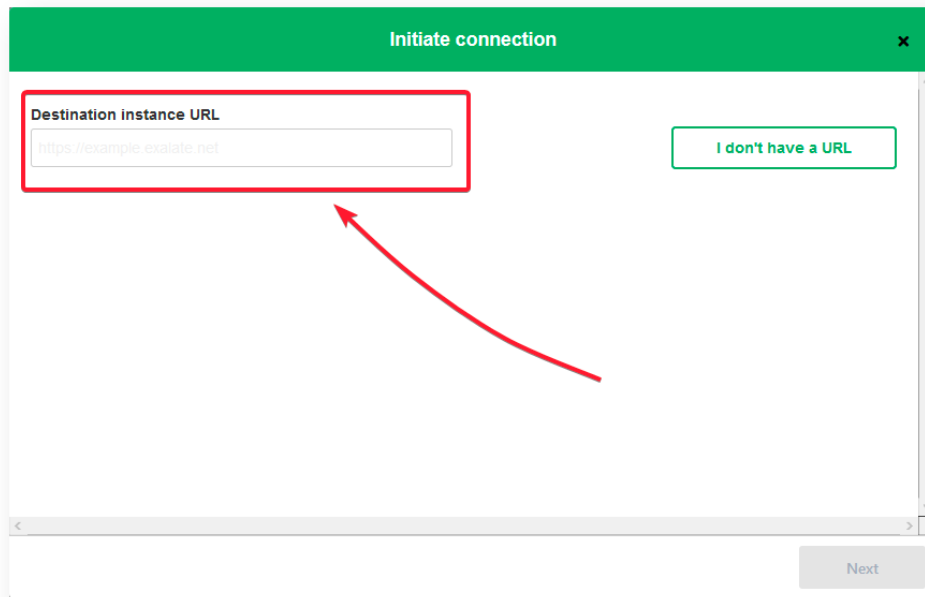 Initiate connection
Destination instance URL
https://example.exalate.net
I don't have a URL
Next